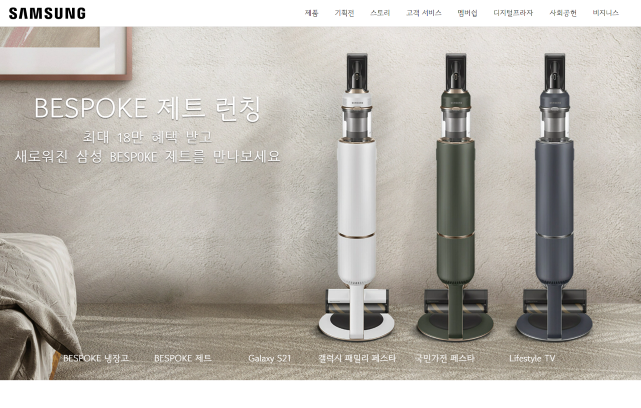 SAMSUNG
제품 기획전 스토리 고객 서비스 멤버쉽 디지털프라자 사회공헌 비지니스
BESPOKE 제트 런칭
최대 18만 혜택 받고
새로워진 삼성 BESPOKE 제트를 만나보세요
BESPOKE 냉장고 BESPOKE 제트 Galaxy S21 갤럭시 패밀리 페스타 국민가전 페스타 Lifestyle TV